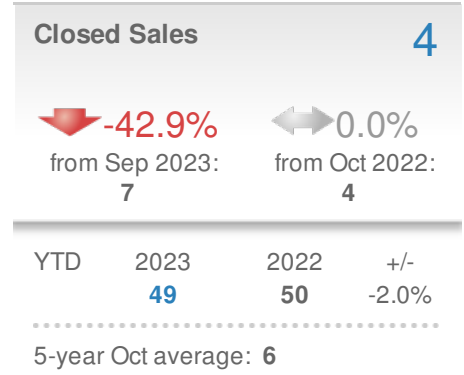 Closed Sales 4
-42.9% 0.0%
from Sep 2023: from Oct 2022:
7 4
YTD 2023 2022 +/-
49 50 -2.0%
5-year Oct average: 6